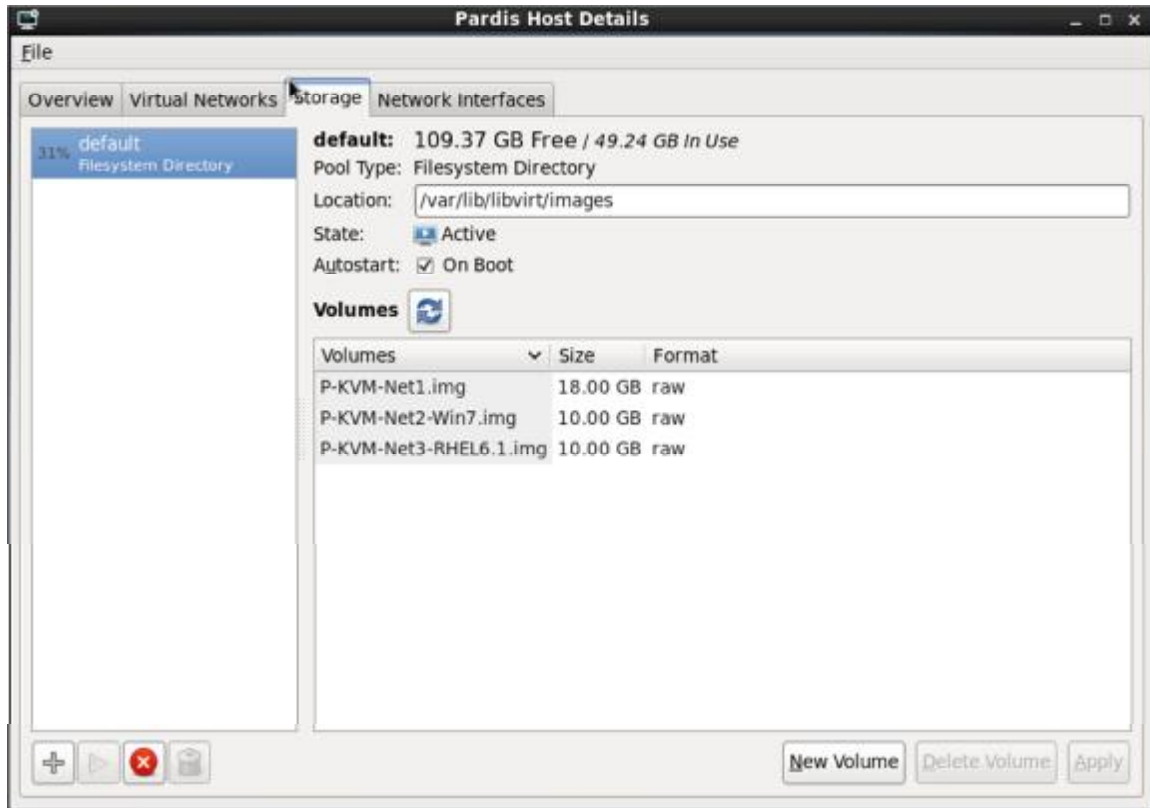 Pardis Host Details
File
Overview Virtual Networks Storage Network Interfaces
31% default
Filesystem Directory
default: 109.37 GB Free / 49.24 GB In Use
Pool Type: Filesystem Directory
Location: /var/lib/libvirt/images
State: Active
Autostart: On Boot
Volumes
Volumes Size Format
P-KVM-Net1.img 18.00 GB raw
P-KVM-Net2-Win7.img 10.00 GB raw
P-KVM-Net3-RHEL6.1.img 10.00 GB raw
New Volume Delete Volume Apply